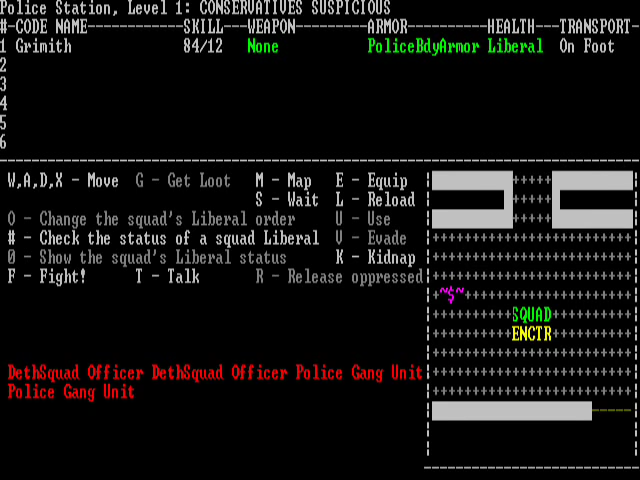 Police Station, Level 1: CONSERVATIVES SUSPICIOUS
#-CODE NAME------------SKILL---WEAPON---------ARMOR----------HEALTH---TRANSPORT-
1 Grimith              84/12   None           PoliceBdyArmor Liberal  On Foot
2
3
4
5
6
W,A,D,X - Move  G - Get Loot   M - Map   E - Equip
S - Wait  L - Reload
O - Change the squad's Liberal order  U - Use
# - Check the status of a squad Liberal  V - Evade
0 - Show the squad's Liberal status      K - Kidnap
F - Fight!      T - Talk       R - Release oppressed
~$~
SQUAD
ENCTR
DethSquad Officer DethSquad Officer Police Gang Unit
Police Gang Unit